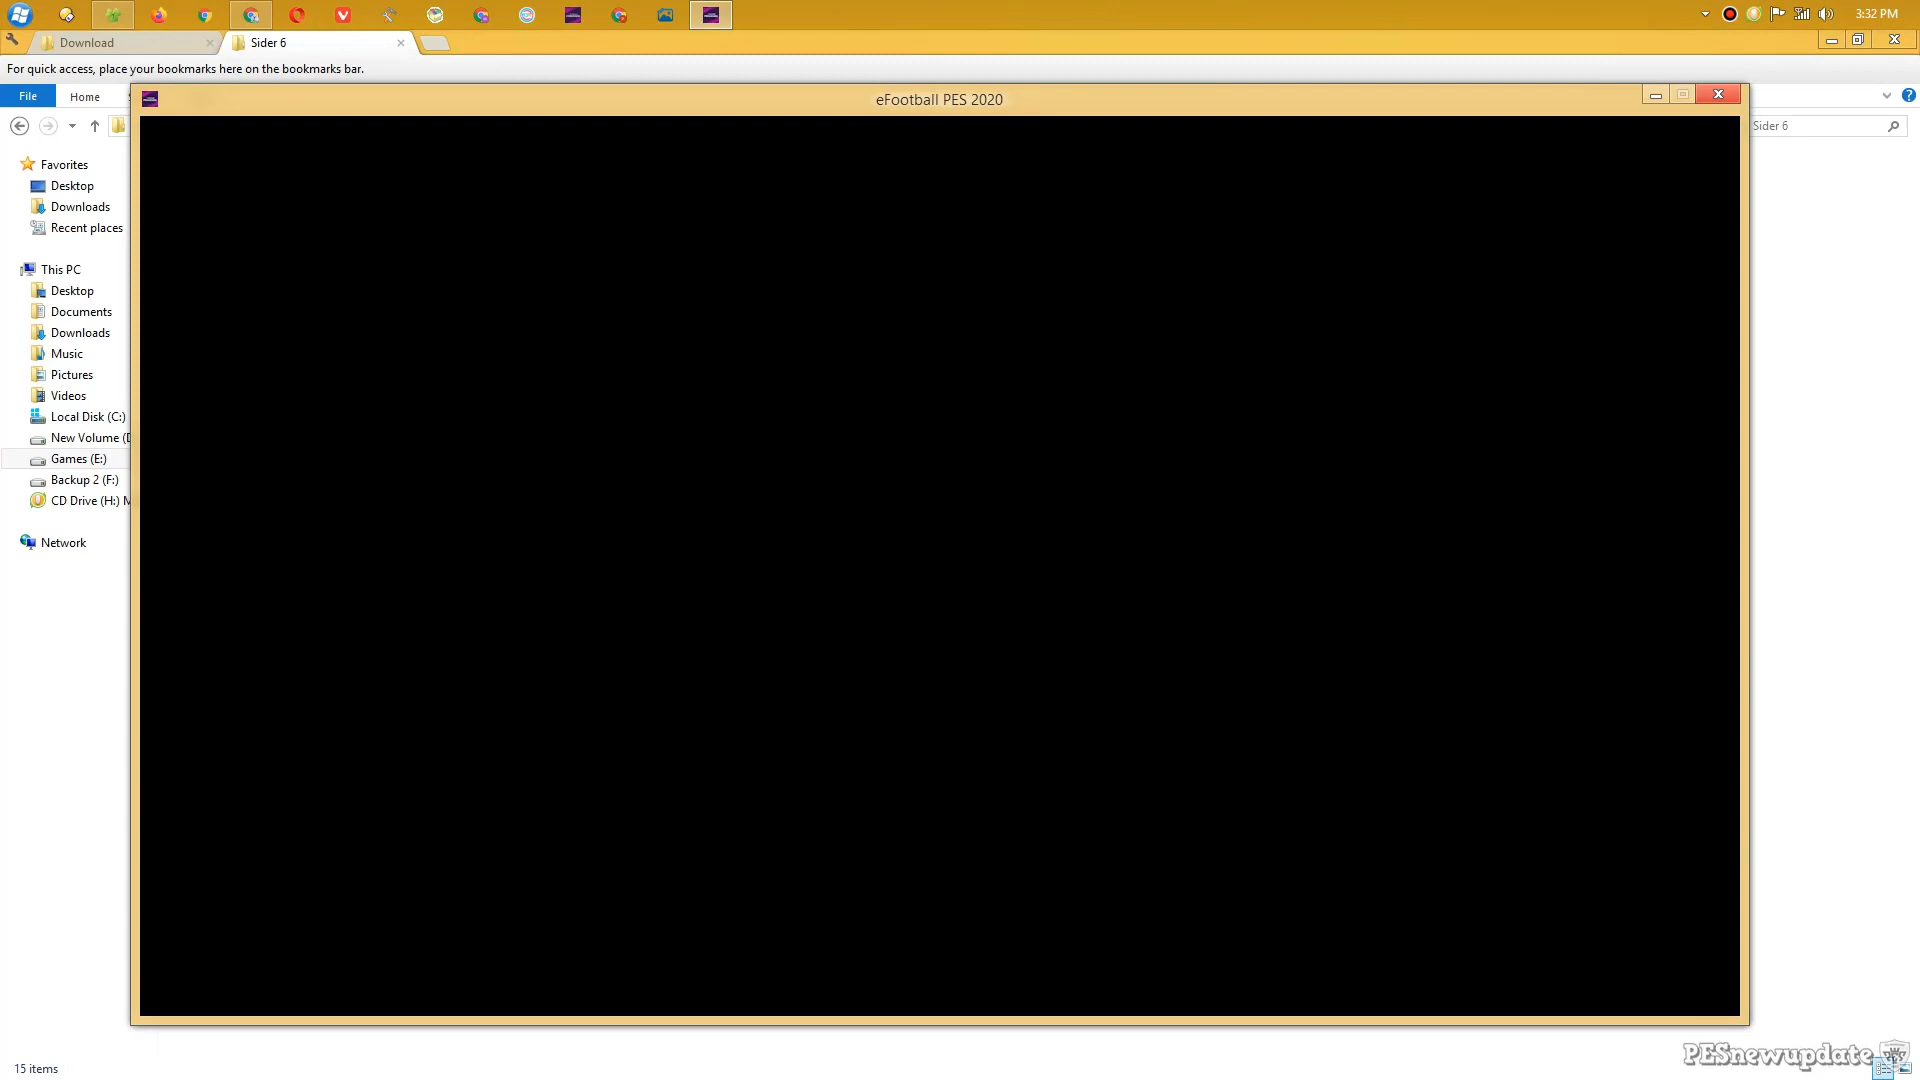 3:32 PM
Download
Sider 6
For quick access, place your bookmarks here on the bookmarks bar.
File
Home
eFootball PES 2020
Sider 6
Favorites
Desktop
Downloads
Recent places
This PC
Desktop
Documents
Downloads
Music
Pictures
Videos
Local Disk (C:)
New Volume (D
Games (E:)
Backup 2 (F:)
CD Drive (H:) M
Network
15 items
PESnewupdate